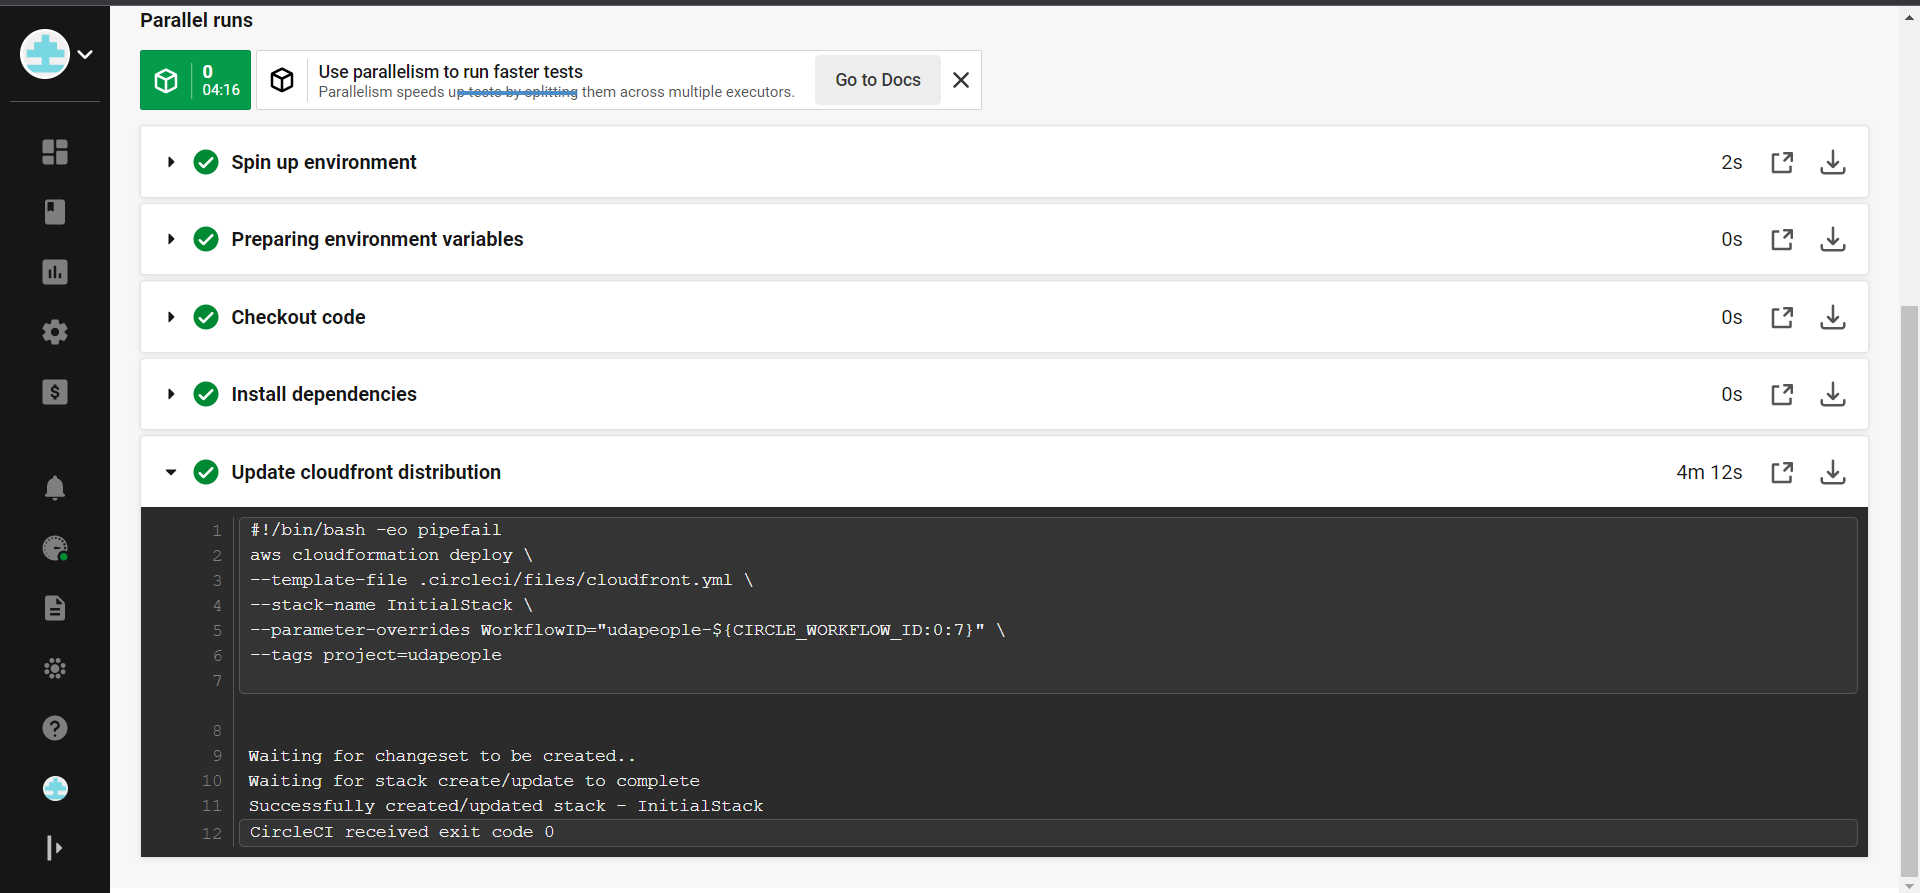 Parallel runs
0
04:16
Use parallelism to run faster tests
Parallelism speeds up tests by splitting them across multiple executors.
Go to Docs
Spin up environment 2s
Preparing environment variables 0s
Checkout code 0s
Install dependencies 0s
Update cloudfront distribution 4m 12s
1 #!/bin/bash -eo pipefail
2 aws cloudformation deploy \
3 --template-file .circleci/files/cloudfront.yml \
4 --stack-name InitialStack \
5 --parameter-overrides WorkflowID="udapeople-${CIRCLE_WORKFLOW_ID:0:7}" \
6 --tags project=udapeople
7
8
9 Waiting for changeset to be created..
10 Waiting for stack create/update to complete
11 Successfully created/updated stack - InitialStack
12 CircleCI received exit code 0